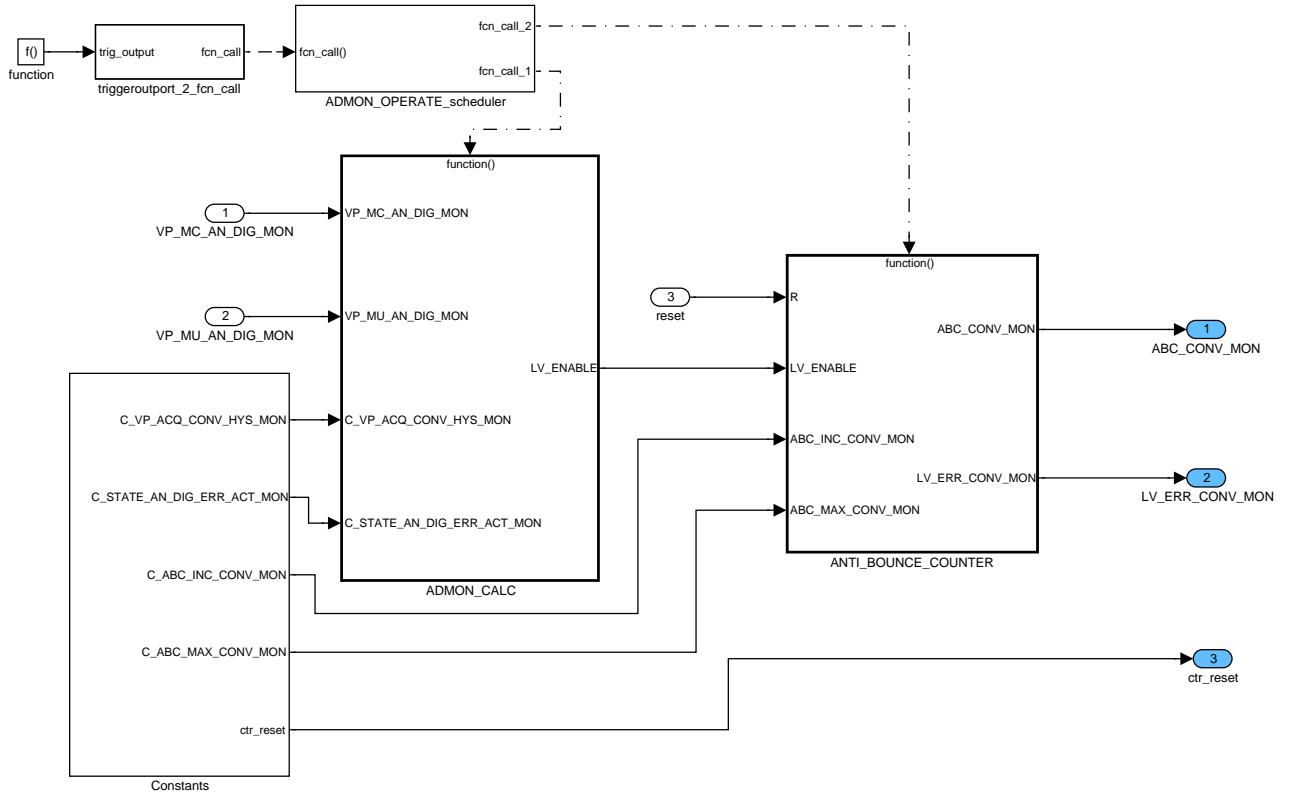 f()
function
trig_output
fcn_call
triggeroutport_2_fcn_call
fcn_call()
fcn_call_2
fcn_call_1
ADMON_OPERATE_scheduler
function()
1
VP_MC_AN_DIG_MON
VP_MC_AN_DIG_MON
2
VP_MU_AN_DIG_MON
VP_MU_AN_DIG_MON
LV_ENABLE
C_VP_ACQ_CONV_HYS_MON
C_STATE_AN_DIG_ERR_ACT_MON
ADMON_CALC
C_VP_ACQ_CONV_HYS_MON
C_STATE_AN_DIG_ERR_ACT_MON
C_ABC_INC_CONV_MON
C_ABC_MAX_CONV_MON
ctr_reset
Constants
function()
3
reset
R
LV_ENABLE
ABC_INC_CONV_MON
ABC_MAX_CONV_MON
ABC_CONV_MON
LV_ERR_CONV_MON
ANTI_BOUNCE_COUNTER
1
ABC_CONV_MON
2
LV_ERR_CONV_MON
3
ctr_reset